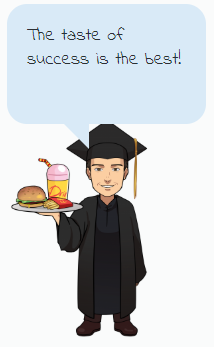 The taste of
success is the best!